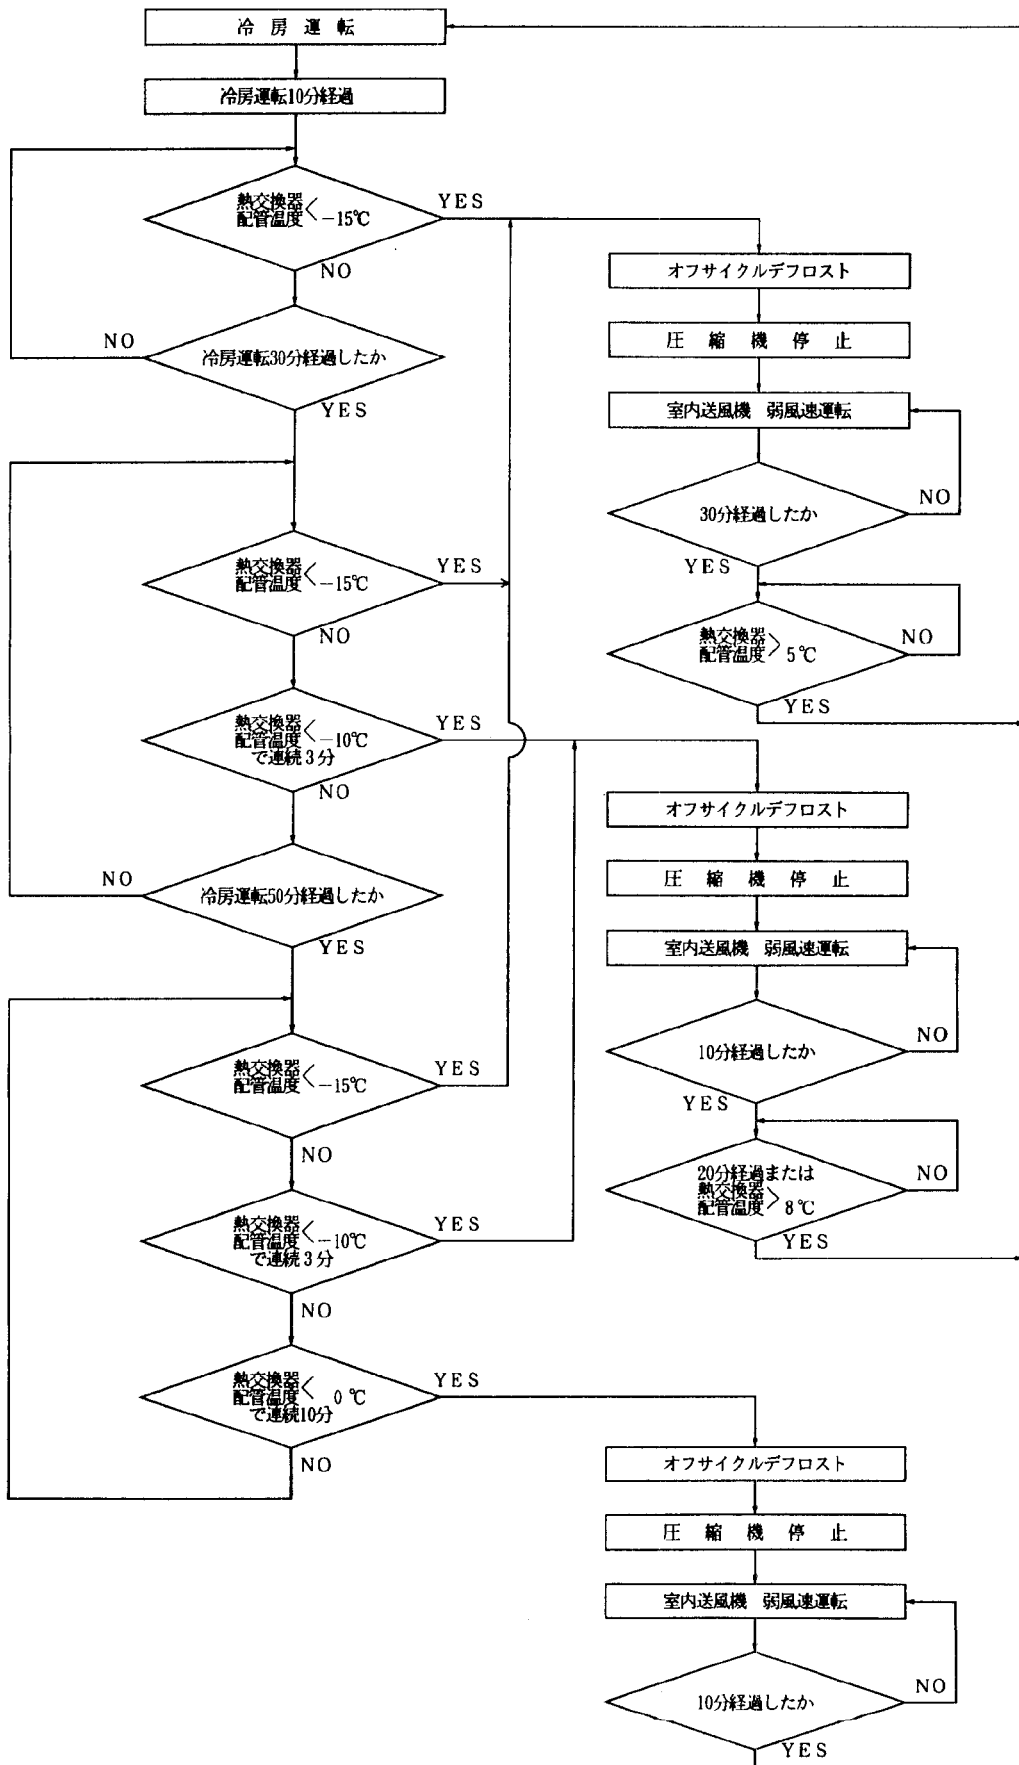 冷房運転
冷房運転10分経過
熱交換器
配管温度<-15℃
YES
NO
冷房運転30分経過したか
NO
YES
熱交換器
配管温度<-15℃
YES
NO
熱交換器
配管温度<-10℃
で連続3分
YES
NO
冷房運転50分経過したか
NO
YES
熱交換器
配管温度<-15℃
YES
NO
熱交換器
配管温度<-10℃
で連続3分
YES
NO
熱交換器
配管温度<0℃
で連続10分
YES
NO
オフサイクルデフロスト
圧縮機停止
室内送風機 弱風速運転
30分経過したか
NO
YES
熱交換器
配管温度>5℃
NO
YES
オフサイクルデフロスト
圧縮機停止
室内送風機 弱風速運転
10分経過したか
NO
YES
20分経過または
熱交換器
配管温度>8℃
NO
YES
オフサイクルデフロスト
圧縮機停止
室内送風機 弱風速運転
10分経過したか
NO
YES